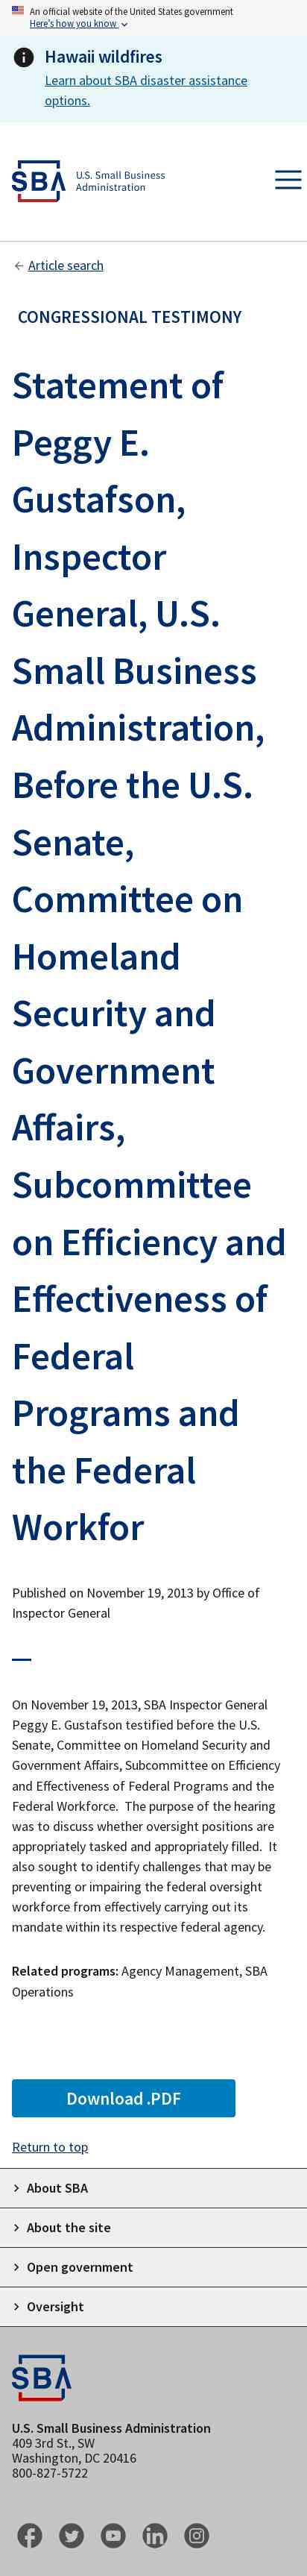 An official website of the United States government
Here's how you know
Hawaii wildfires
Learn about SBA disaster assistance
options.
SBA
U.S. Small Business
Administration
Article search
CONGRESSIONAL TESTIMONY
Statement of
Peggy E.
Gustafson,
Inspector
General, U.S.
Small Business
Administration,
Before the U.S.
Senate,
Committee on
Homeland
Security and
Government
Affairs,
Subcommittee
on Efficiency and
Effectiveness of
Federal
Programs and
the Federal
Workfor
Published on November 19, 2013 by Office of
Inspector General
On November 19, 2013, SBA Inspector General
Peggy E. Gustafson testified before the U.S.
Senate, Committee on Homeland Security and
Government Affairs, Subcommittee on Efficiency
and Effectiveness of Federal Programs and the
Federal Workforce.  The purpose of the hearing
was to discuss whether oversight positions are
appropriately tasked and appropriately filled.  It
also sought to identify challenges that may be
preventing or impairing the federal oversight
workforce from effectively carrying out its
mandate within its respective federal agency.
Related programs: Agency Management, SBA
Operations
Download .PDF
Return to top
About SBA
About the site
Open government
Oversight
SBA
U.S. Small Business Administration
409 3rd St., SW
Washington, DC 20416
800-827-5722